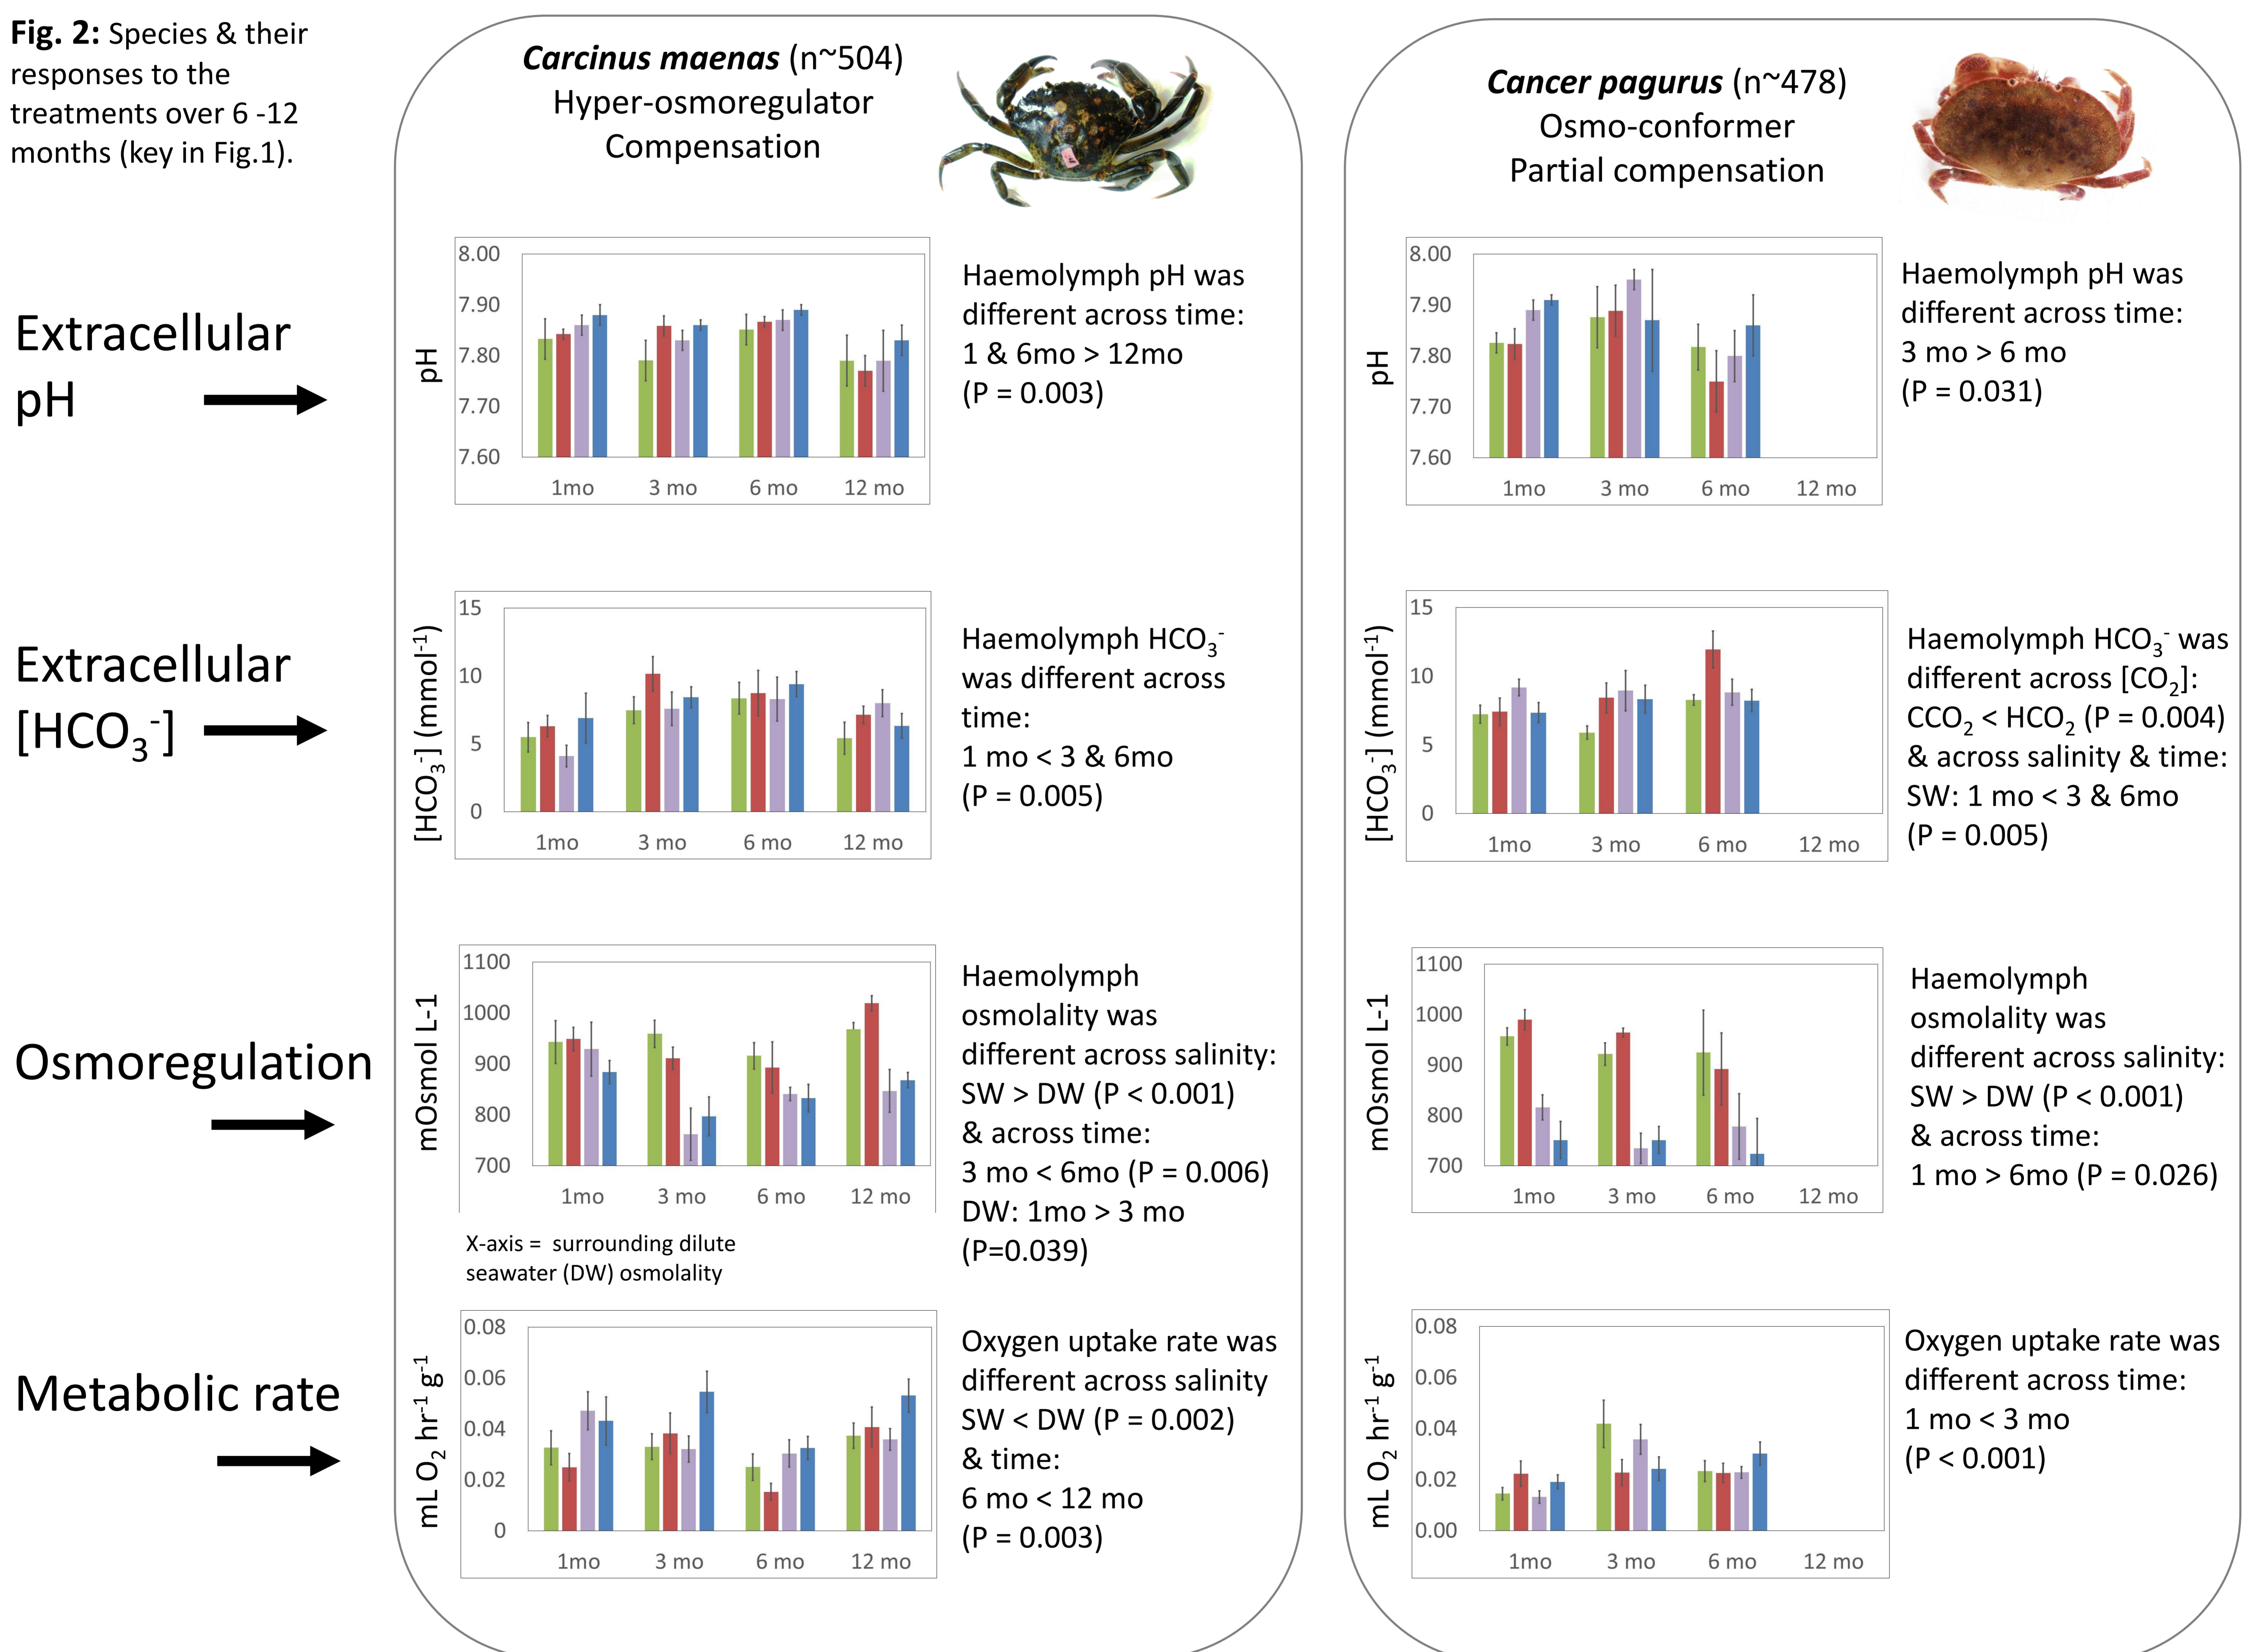 Fig. 2: Species & their
responses to the
treatments over 6 -12
months (key in Fig.1).
Carcinus maenas (n~504)
Hyper-osmoregulator
Compensation
Cancer pagurus (n~478)
Osmo-conformer
Partial compensation
Extracellular
pH
pH
8.00
7.90
7.80
7.70
7.60
1mo 3 mo 6 mo 12 mo
Haemolymph pH was
different across time:
1 & 6mo > 12mo
(P = 0.003)
pH
8.00
7.90
7.80
7.70
7.60
1mo 3 mo 6 mo 12 mo
Haemolymph pH was
different across time:
3 mo > 6 mo
(P = 0.031)
Extracellular
[HCO₃⁻]
[HCO₃⁻] (mmol⁻¹)
15
10
5
0
1mo 3 mo 6 mo 12 mo
Haemolymph HCO₃⁻
was different across
time:
1 mo < 3 & 6mo
(P = 0.005)
[HCO₃⁻] (mmol⁻¹)
15
10
5
0
1mo 3 mo 6 mo 12 mo
Haemolymph HCO₃⁻ was
different across [CO₂]:
CCO₂ < HCO₂ (P = 0.004)
& across salinity & time:
SW: 1 mo < 3 & 6mo
(P = 0.005)
Osmoregulation
mOsmol L-1
1100
1000
900
800
700
1mo 3 mo 6 mo 12 mo
X-axis = surrounding dilute
seawater (DW) osmolality
Haemolymph
osmolality was
different across salinity:
SW > DW (P < 0.001)
& across time:
3 mo < 6mo (P = 0.006)
DW: 1mo > 3 mo
(P=0.039)
mOsmol L-1
1100
1000
900
800
700
1mo 3 mo 6 mo 12 mo
Haemolymph
osmolality was
different across salinity:
SW > DW (P < 0.001)
& across time:
1 mo > 6mo (P = 0.026)
Metabolic rate
mL O₂ hr⁻¹ g⁻¹
0.08
0.06
0.04
0.02
0
1mo 3 mo 6 mo 12 mo
Oxygen uptake rate was
different across salinity
SW < DW (P = 0.002)
& time:
6 mo < 12 mo
(P = 0.003)
mL O₂ hr⁻¹ g⁻¹
0.08
0.06
0.04
0.02
0.00
1mo 3 mo 6 mo 12 mo
Oxygen uptake rate was
different across time:
1 mo < 3 mo
(P < 0.001)